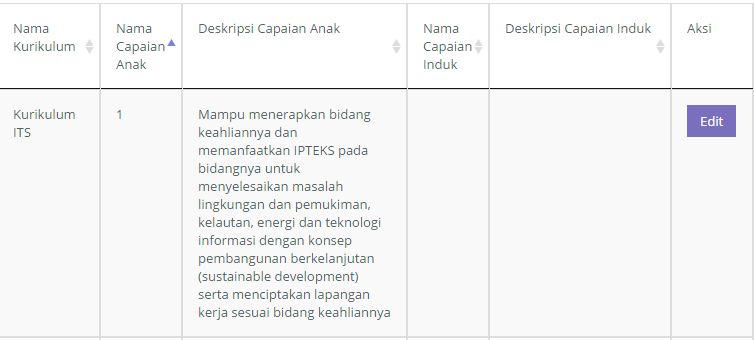 Nama Kurikulum
Nama Capaian Anak
Deskripsi Capaian Anak
Nama Capaian Induk
Deskripsi Capaian Induk
Aksi
Kurikulum ITS
1
Mampu menerapkan bidang
keahliannya dan
memanfaatkan IPTEKS pada
bidangnya untuk
menyelesaikan masalah
lingkungan dan pemukiman,
kelautan, energi dan teknologi
informasi dengan konsep
pembangunan berkelanjutan
(sustainable development)
serta menciptakan lapangan
kerja sesuai bidang keahliannya
Edit